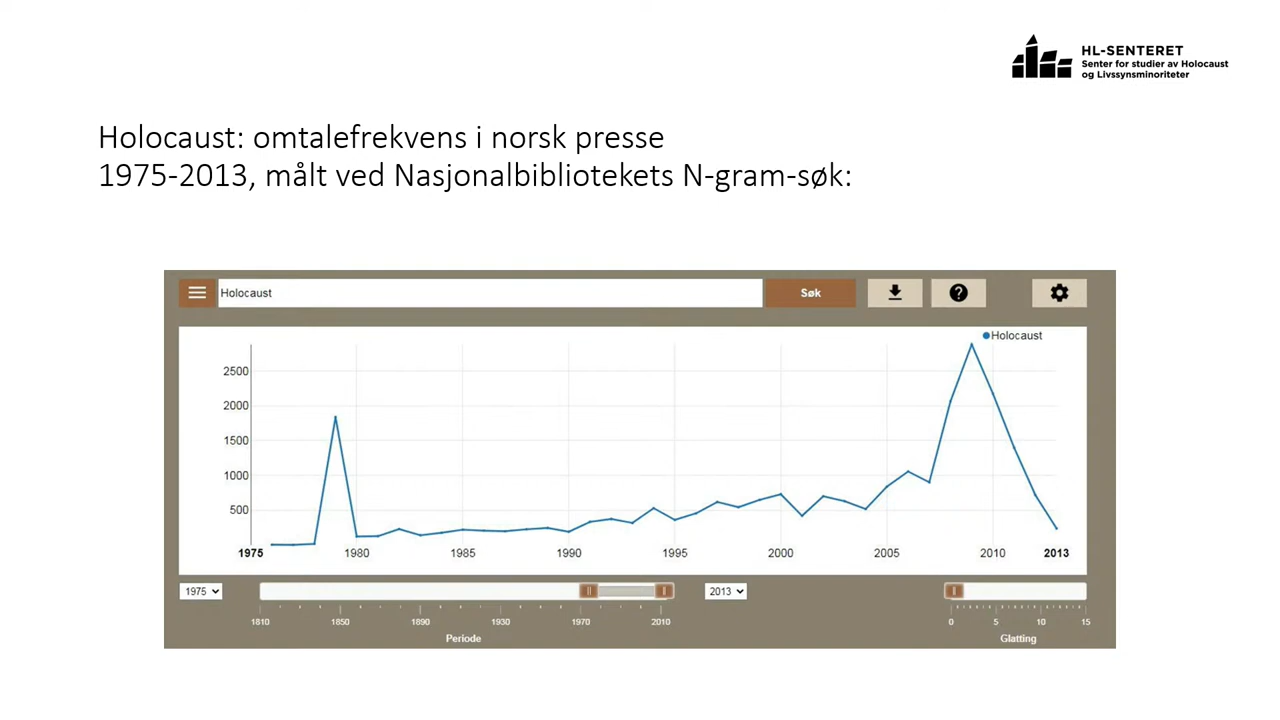 HL-SENTERET
Senter for studier av Holocaust
og Livssynsminoriteter
Holocaust: omtalefrekvens i norsk presse
1975-2013, målt ved Nasjonalbibliotekets N-gram-søk:
Holocaust
Søk
Holocaust
2500
2000
1500
1000
500
1975 1980 1985 1990 1995 2000 2005 2010 2013
1975
2013
1810 1850 1890 1930 1970 2010
0 5 10 15
Periode
Glatting